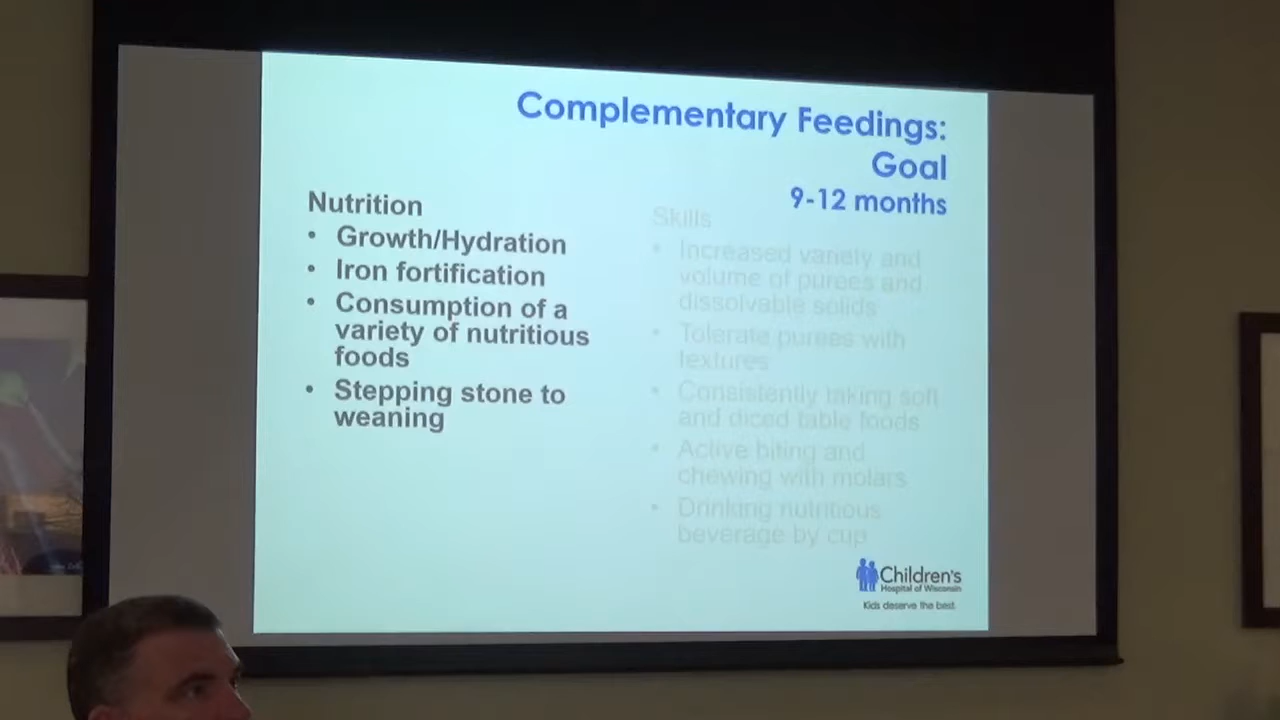 Complementary Feedings:
Goal
9-12 months
Nutrition
• Growth/Hydration
• Iron fortification
• Consumption of a
variety of nutritious
foods
• Stepping stone to
weaning
Skills
• Increased variety and
volume of purees and
dissolvable solids
• Tolerate purees with
textures
• Consistently taking soft
and diced table foods
• Active biting and
chewing with molars
• Drinking nutritious
beverage by cup
Children's
Hospital of Wisconsin
Kids deserve the best.